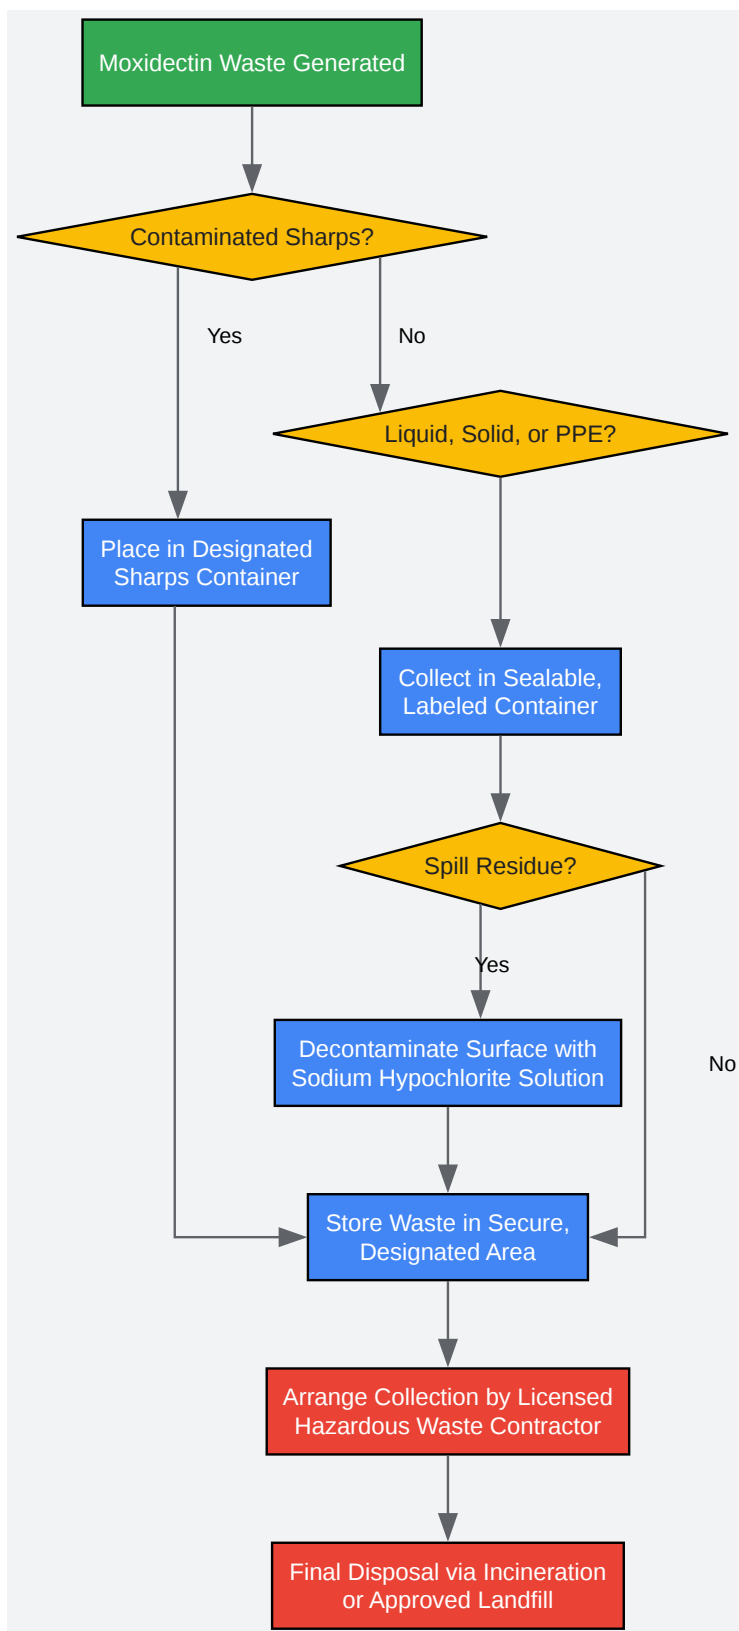 Moxidectin Waste Generated
Contaminated Sharps?
Yes
No
Liquid, Solid, or PPE?
Place in Designated
Sharps Container
Collect in Sealable,
Labeled Container
Spill Residue?
Yes
Decontaminate Surface with
Sodium Hypochlorite Solution
No
Store Waste in Secure,
Designated Area
Arrange Collection by Licensed
Hazardous Waste Contractor
Final Disposal via Incineration
or Approved Landfill